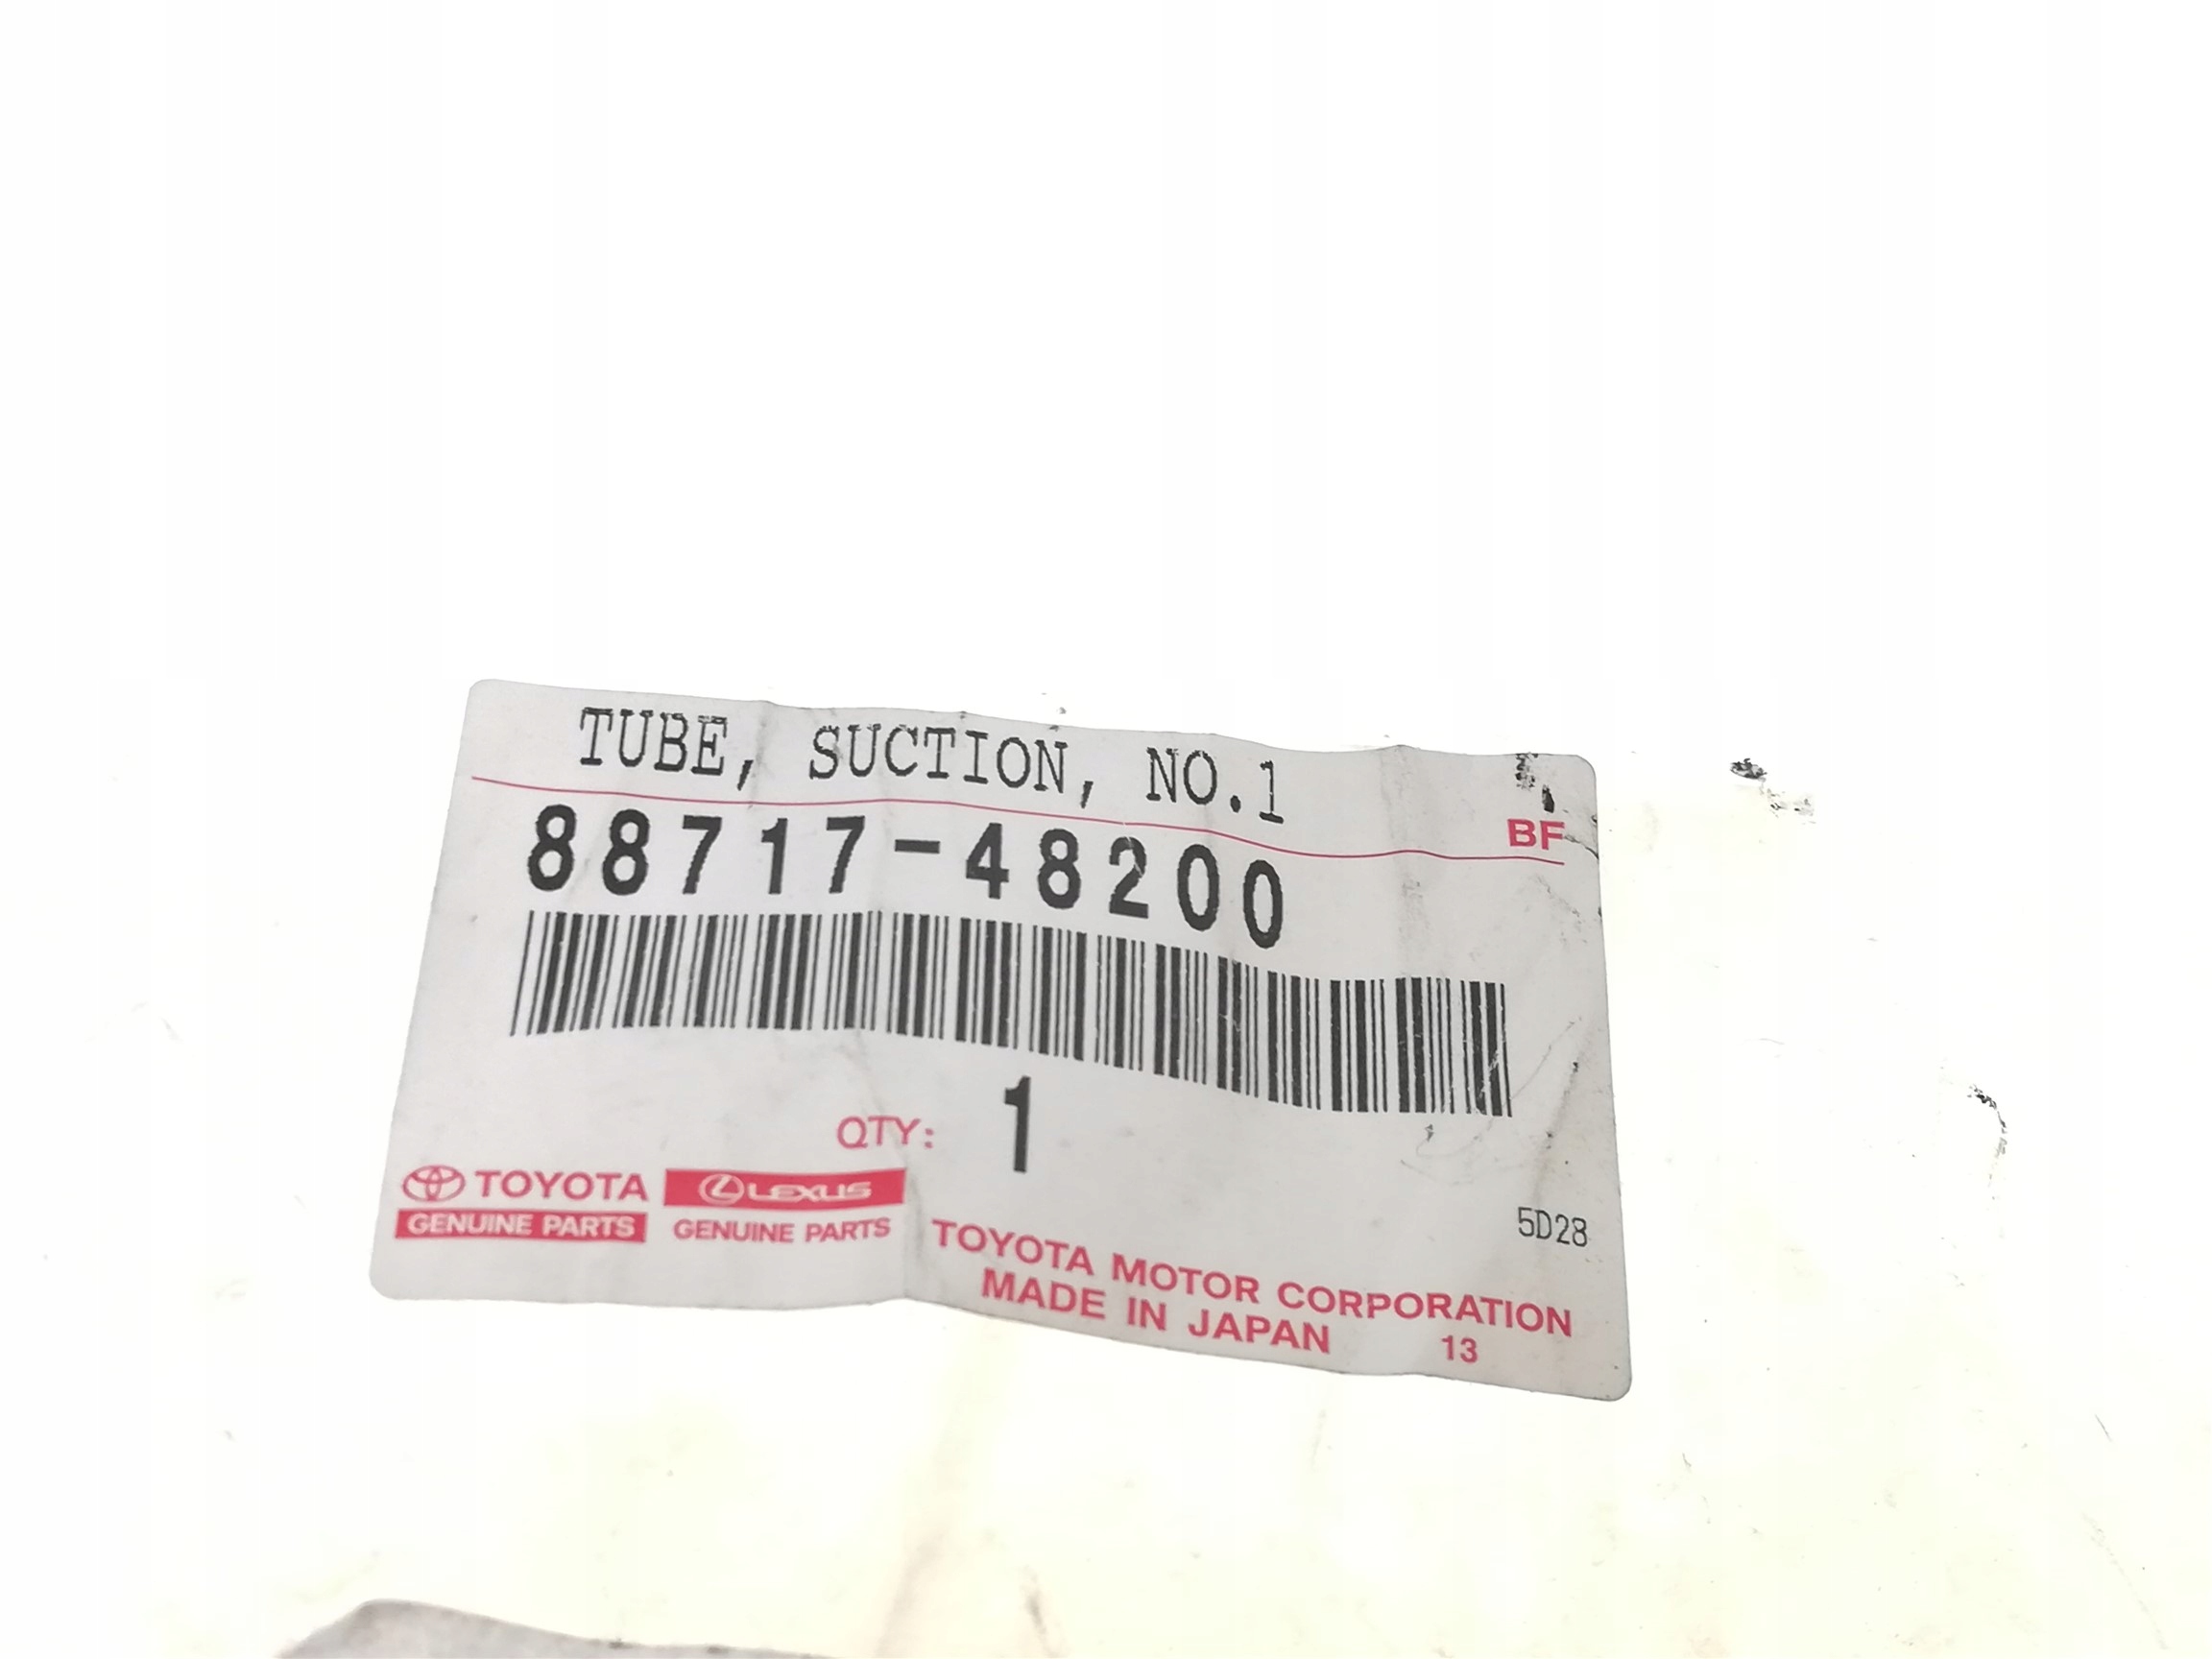 TUBE, SUCTION, NO.1
BF
88717-48200
QTY: 1
TOYOTA LEXUS
GENUINE PARTS GENUINE PARTS
5D28
TOYOTA MOTOR CORPORATION
MADE IN JAPAN 13